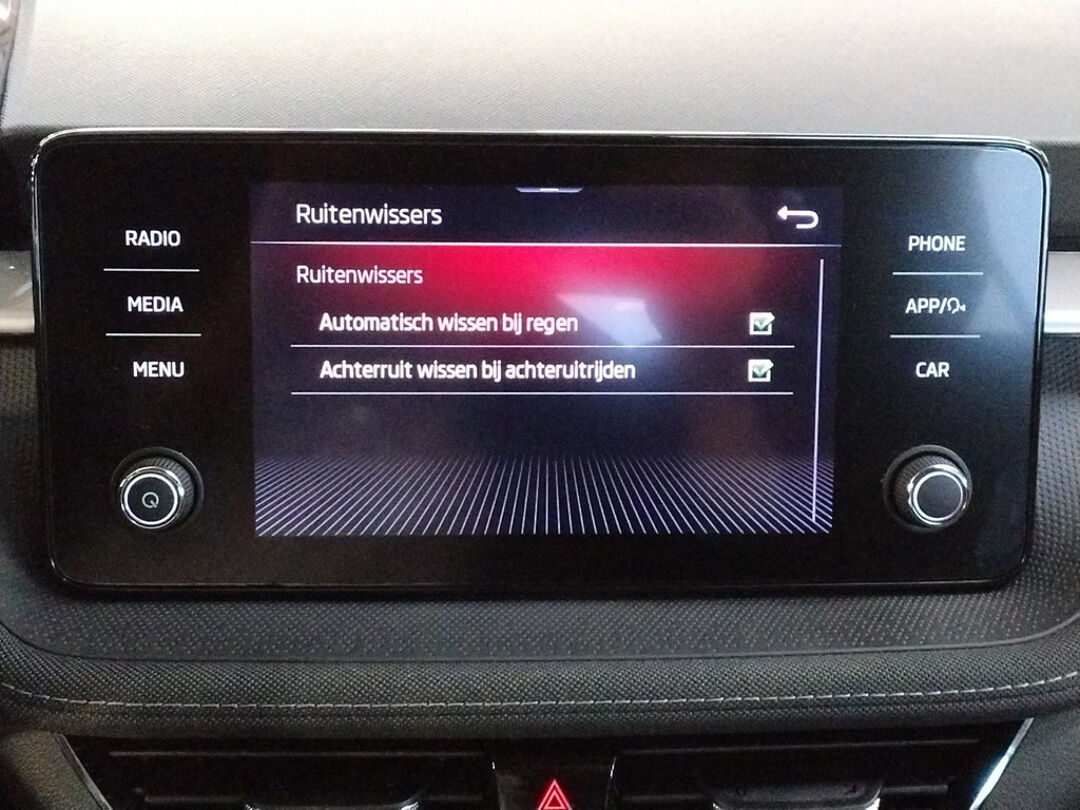 Ruitenwissers
RADIO
MEDIA
MENU
Ruitenwissers
Automatisch wissen bij regen
Achterruit wissen bij achteruitrijden
PHONE
APP/
CAR